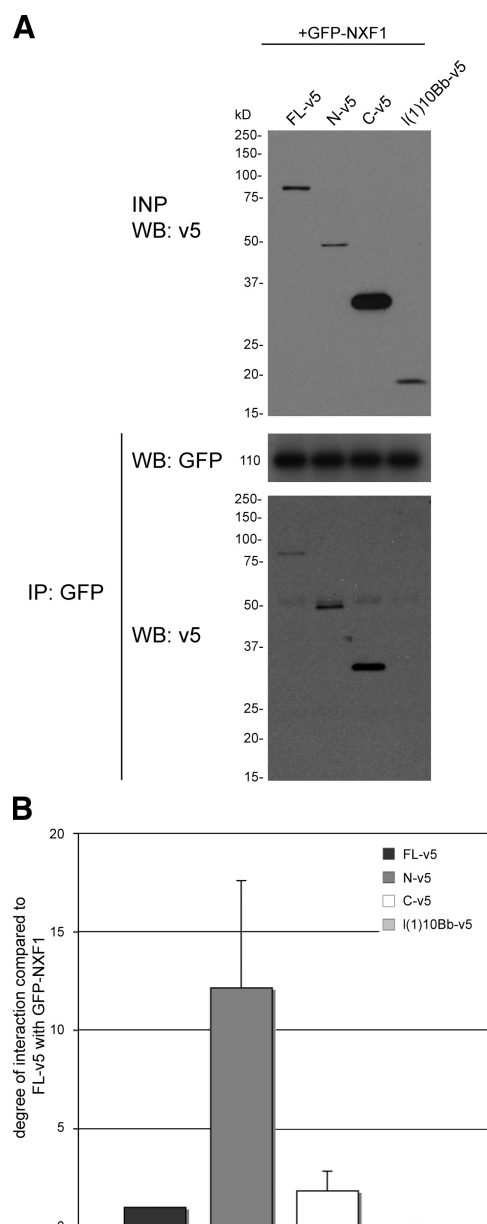 A
+GFP-NXF1
kD
FL-v5
N-v5
C-v5
l(1)10Bb-v5
250-
150-
100-
75-
50-
37-
25-
20-
15-
INP
WB: v5
WB: GFP
110
IP: GFP
WB: v5
250-
150-
100-
75-
50-
37-
25-
20-
15-
B
degree of interaction compared to
FL-v5 with GFP-NXF1
20
15
10
5
0
FL-v5
N-v5
C-v5
l(1)10Bb-v5